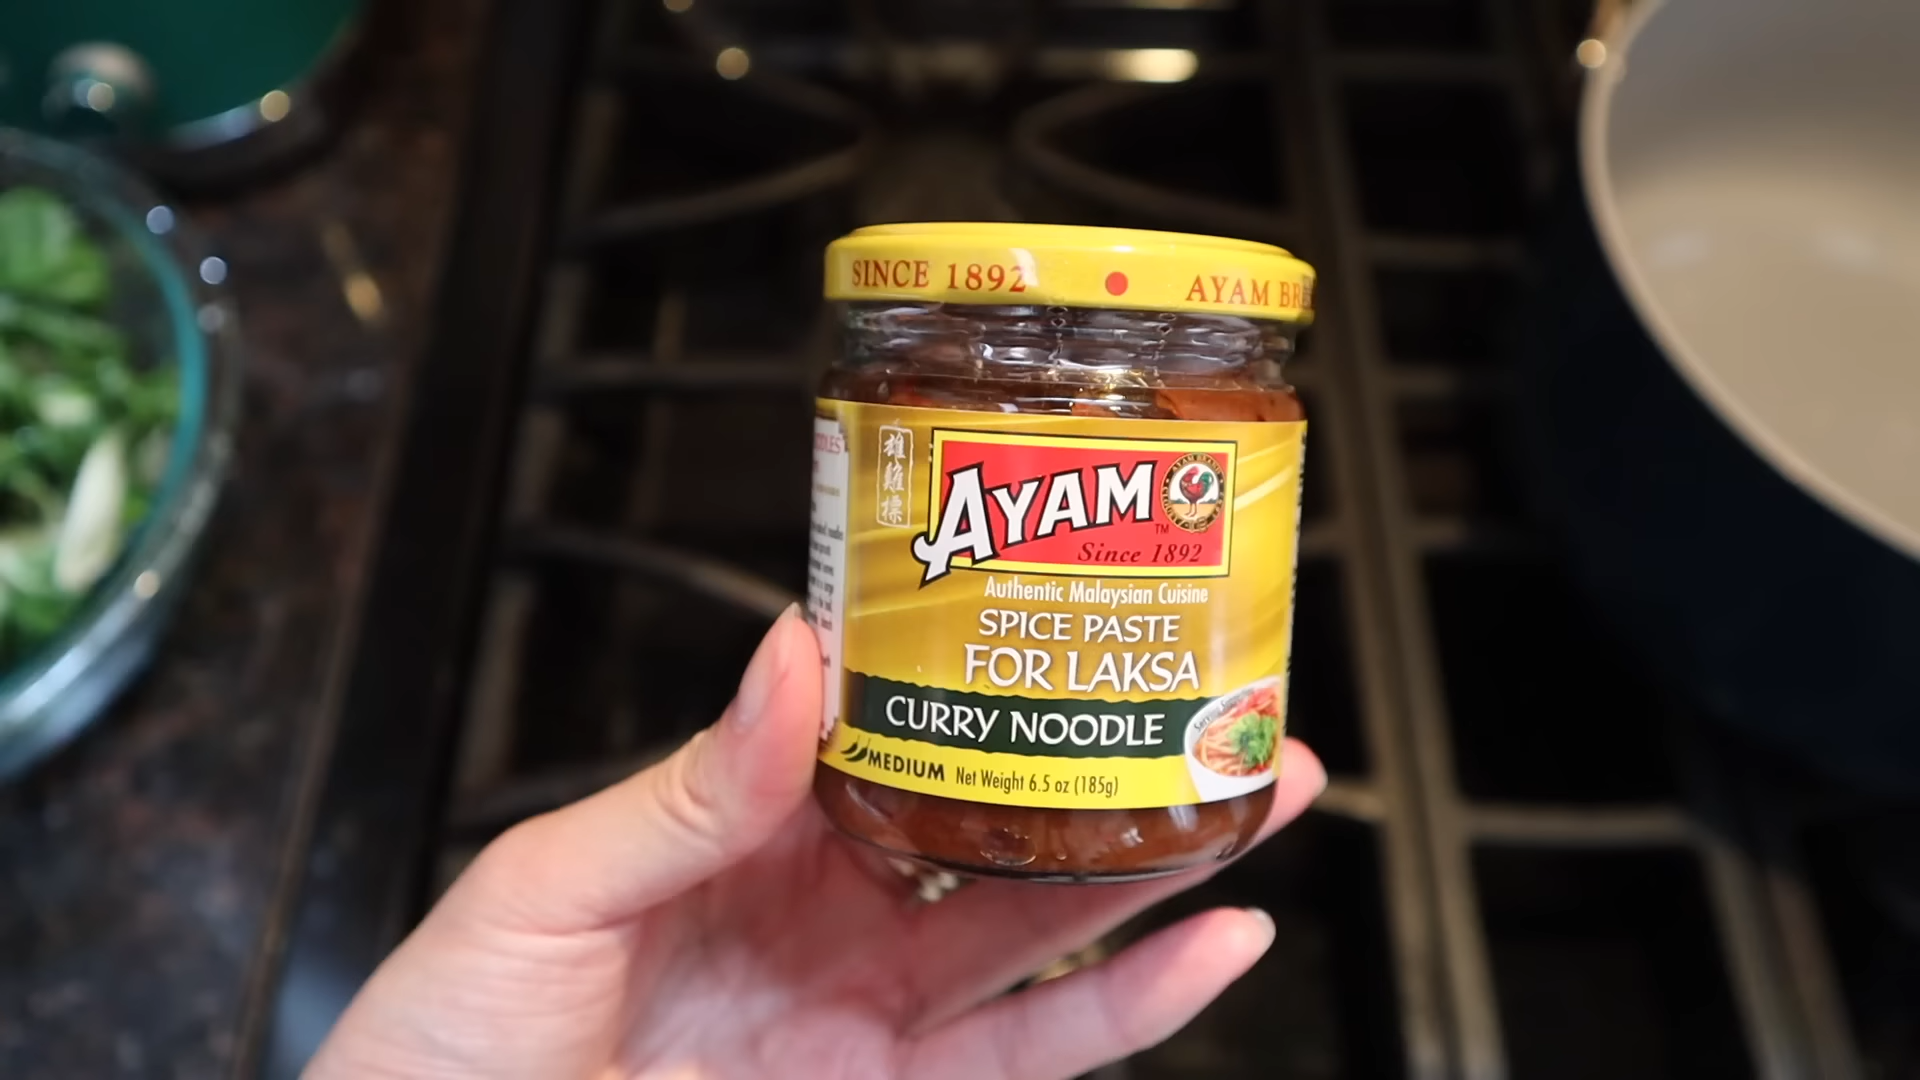 SINCE 1892
AYAM
雄雞標
AYAM
TM
Since 1892
Authentic Malaysian Cuisine
SPICE PASTE
FOR LAKSA
CURRY NOODLE
MEDIUM
Net Weight 6.5 oz (185g)